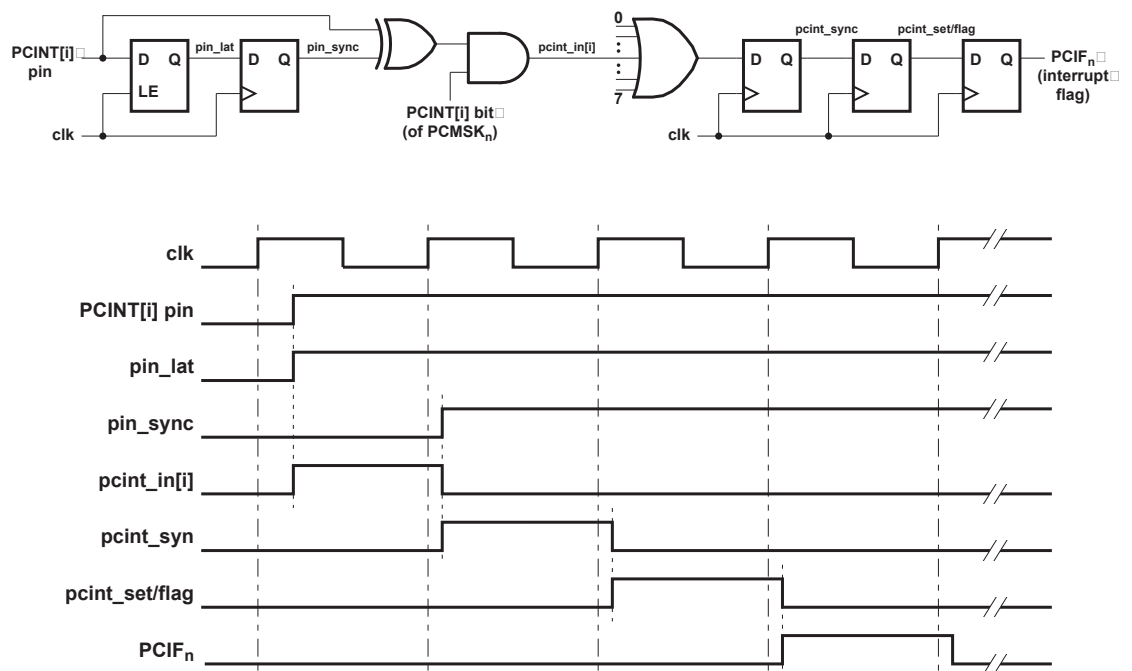 PCINT[i]
pin
pin_lat
pin_sync
D Q
LE
D Q
clk
PCINT[i] bit
(of PCMSKn)
pcint_in[i]
0
7
pcint_sync
pcint_set/flag
D Q
D Q
D Q
PCIFn
(interrupt
flag)
clk
PCINT[i] pin
pin_lat
pin_sync
pcint_in[i]
pcint_syn
pcint_set/flag
PCIFn